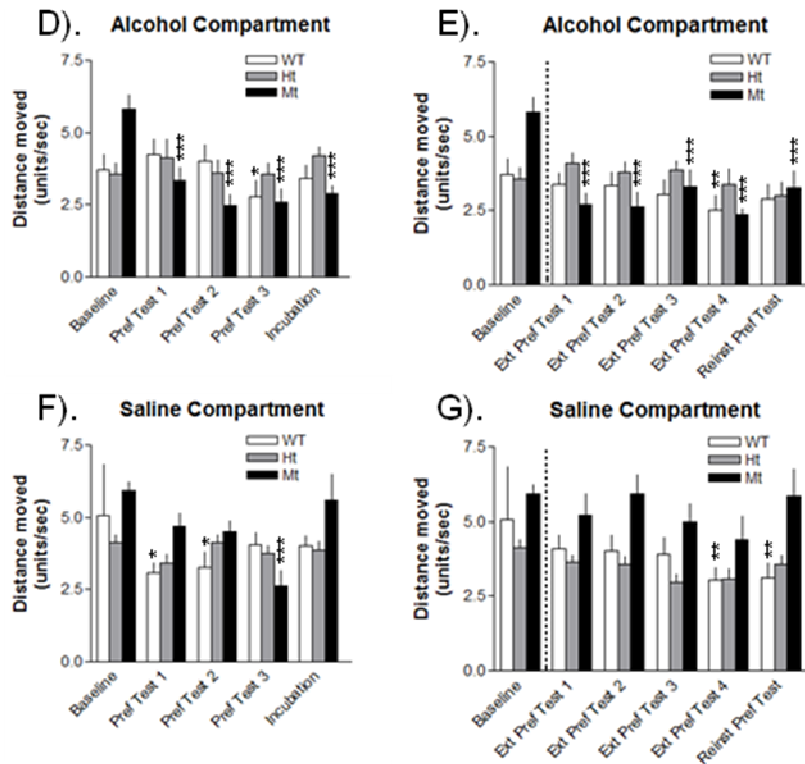 D). Alcohol Compartment
7.5
5.0
2.5
0.0
Distance moved
(units/sec)
WT
Ht
Mt
***
***
*
***
***
Baseline
Pref Test 1
Pref Test 2
Pref Test 3
Incubation
E). Alcohol Compartment
7.5
5.0
2.5
0.0
Distance moved
(units/sec)
WT
Ht
Mt
***
***
***
**
***
***
Baseline
Ext Pref Test 1
Ext Pref Test 2
Ext Pref Test 3
Ext Pref Test 4
Reinst Pref Test
F). Saline Compartment
7.5
5.0
2.5
0.0
Distance moved
(units/sec)
WT
Ht
Mt
*
*
***
Baseline
Pref Test 1
Pref Test 2
Pref Test 3
Incubation
G). Saline Compartment
7.5
5.0
2.5
0.0
Distance moved
(units/sec)
WT
Ht
Mt
**
**
Baseline
Ext Pref Test 1
Ext Pref Test 2
Ext Pref Test 3
Ext Pref Test 4
Reinst Pref Test